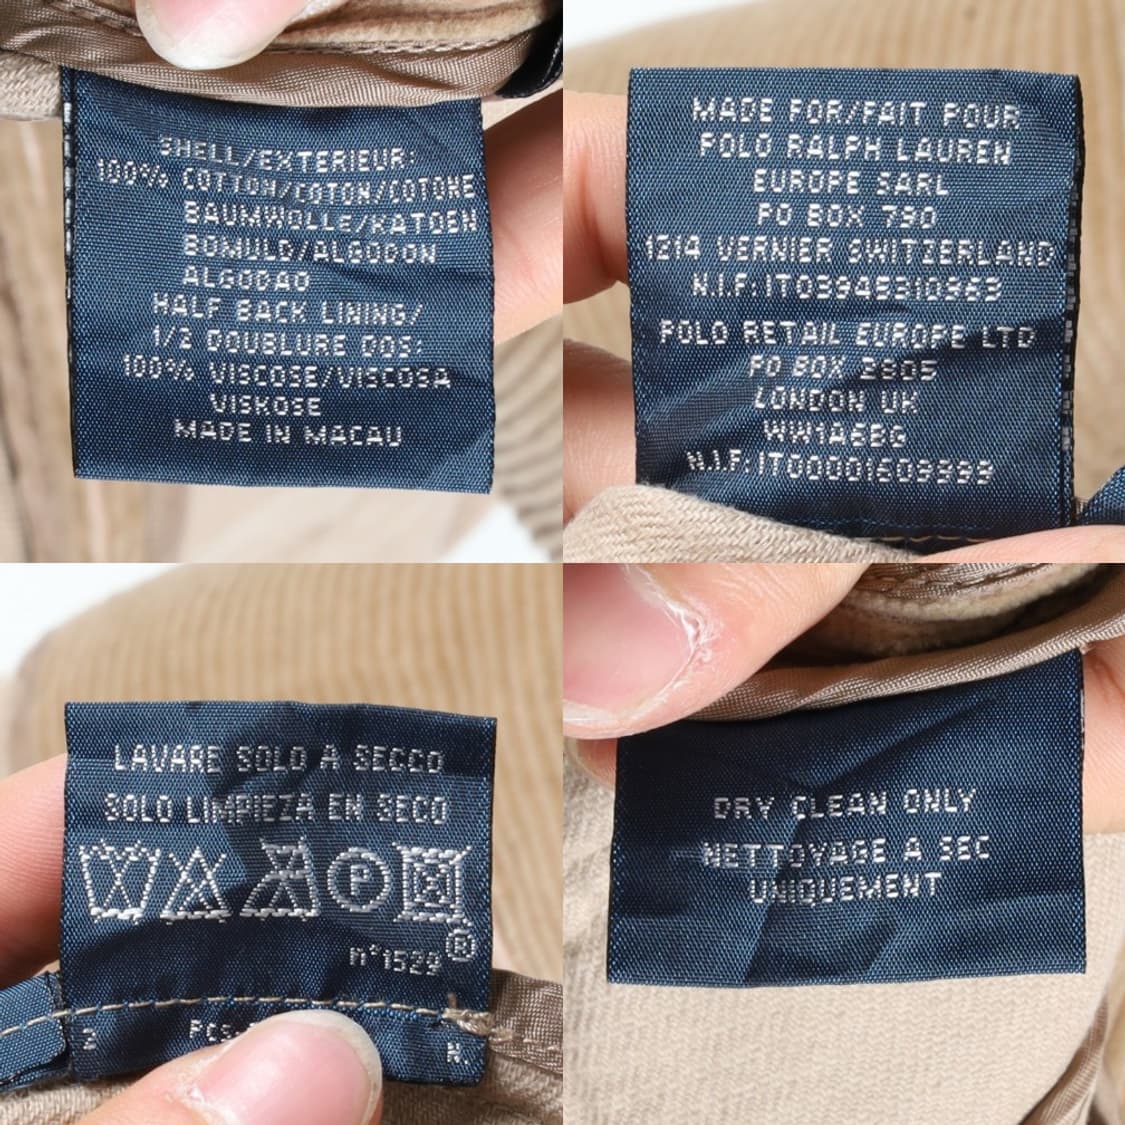 SHELL/EXTERIEUR:
100% COTTON/COTON/COTONE
BAUMWOLLE/KATOEN
BOMULD/ALGODON
ALGODAO
HALF BACK LINING/
1/2 DOUBLURE DOS:
100% VISCOSE/VISCOSA
VISKOSE
MADE IN MACAU
MADE FOR/FAIT POUR
POLO RALPH LAUREN
EUROPE SARL
PO BOX 790
1214 VERNIER SWITZERLAND
N.I.F: IT03945310963
POLO RETAIL EUROPE LTD
PO BOX 2805
LONDON UK
WW1A6BG
N.I.F: IT00001609999
LAVARE SOLO A SECCO
SOLO LIMPIEZA EN SECO
P
n°1529 ®
N.
DRY CLEAN ONLY
NETTOYAGE A SEC
UNIQUEMENT